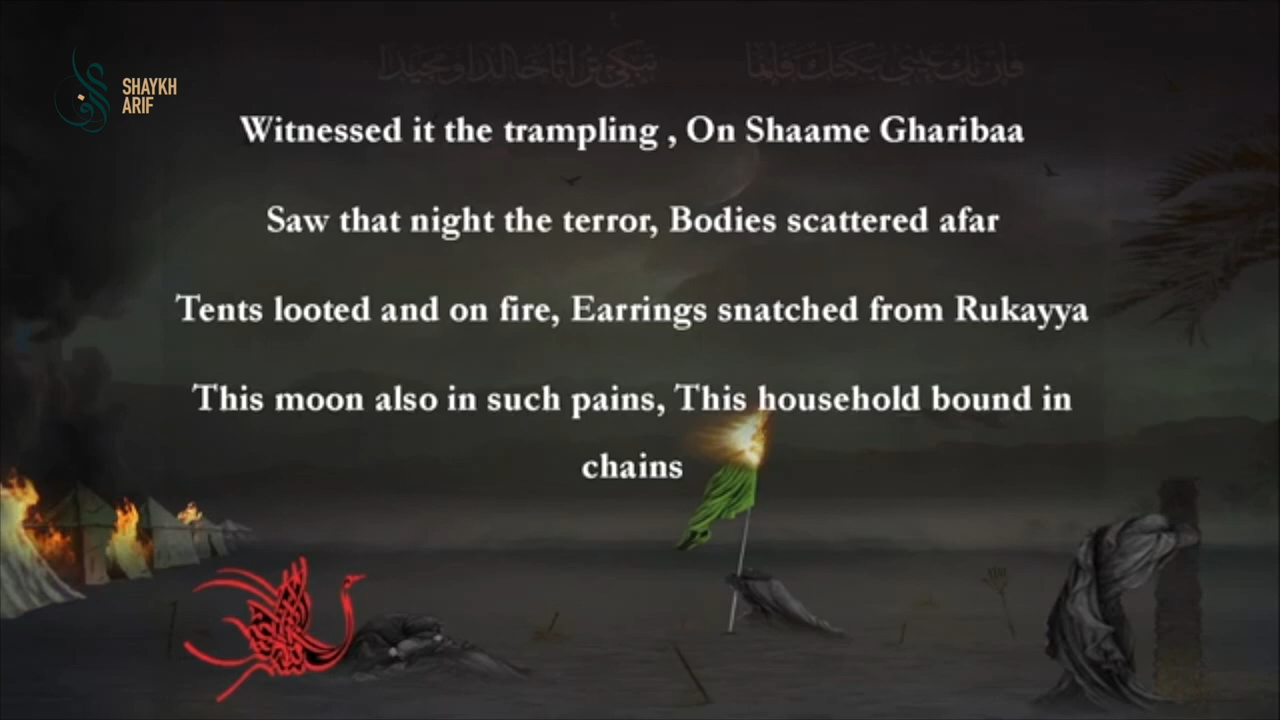 SHAYKH
ARIF
Witnessed it the trampling , On Shaame Gharibaa
Saw that night the terror, Bodies scattered afar
Tents looted and on fire, Earrings snatched from Rukayya
This moon also in such pains, This household bound in
chains